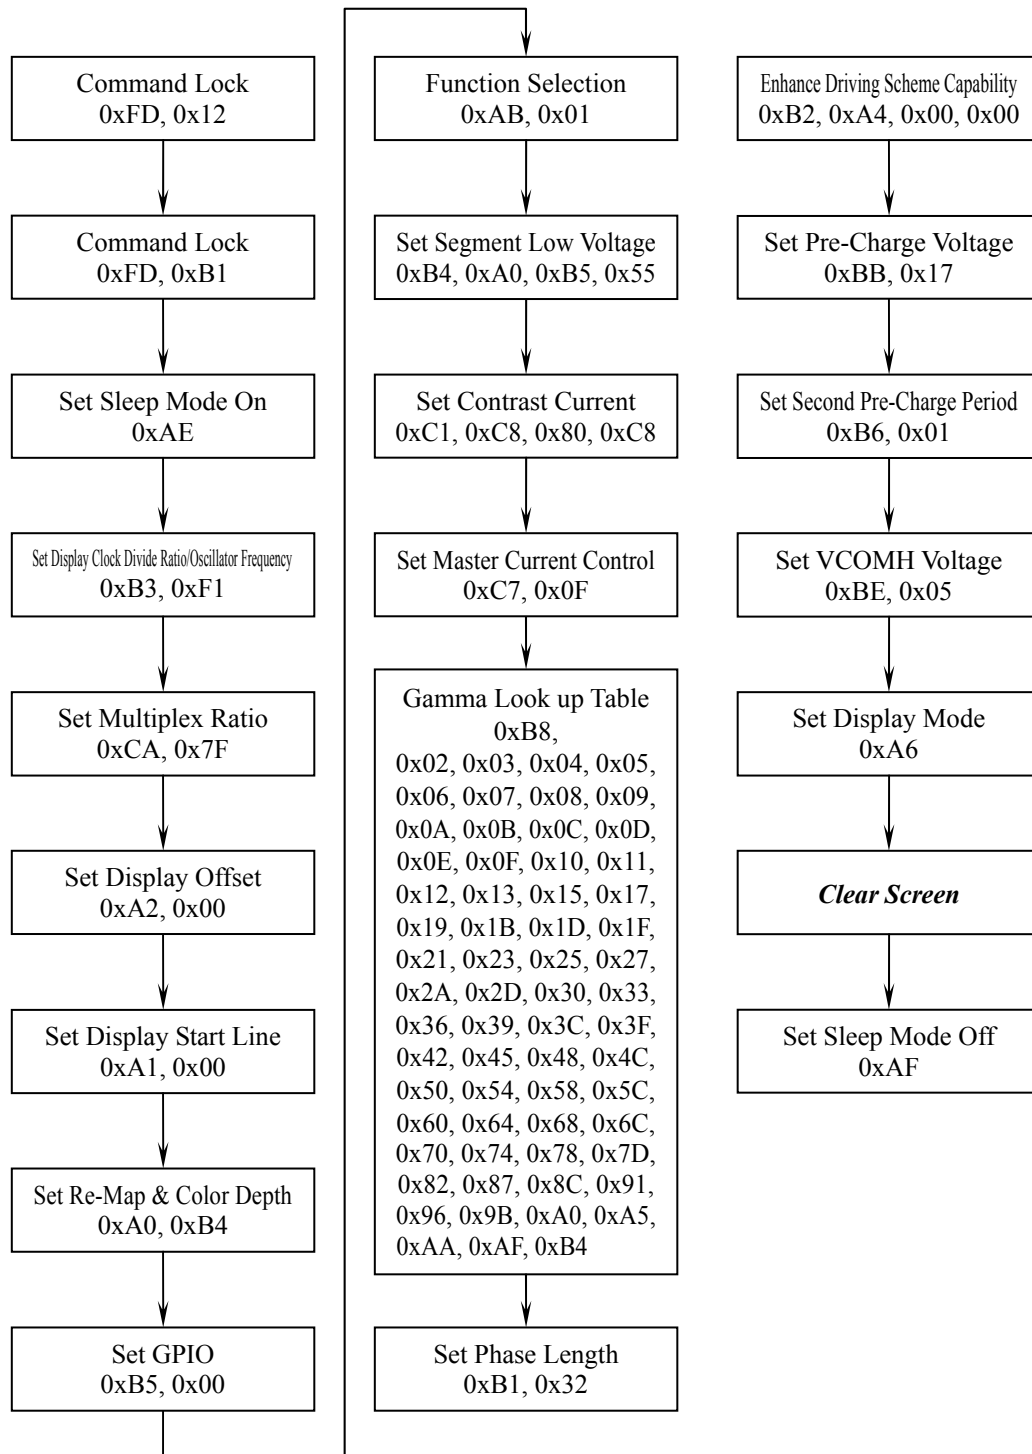 Command Lock
0xFD, 0x12
Command Lock
0xFD, 0xB1
Set Sleep Mode On
0xAE
Set Display Clock Divide Ratio/Oscillator Frequency
0xB3, 0xF1
Set Multiplex Ratio
0xCA, 0x7F
Set Display Offset
0xA2, 0x00
Set Display Start Line
0xA1, 0x00
Set Re-Map & Color Depth
0xA0, 0xB4
Set GPIO
0xB5, 0x00
Function Selection
0xAB, 0x01
Set Segment Low Voltage
0xB4, 0xA0, 0xB5, 0x55
Set Contrast Current
0xC1, 0xC8, 0x80, 0xC8
Set Master Current Control
0xC7, 0x0F
Gamma Look up Table
0xB8,
0x02, 0x03, 0x04, 0x05,
0x06, 0x07, 0x08, 0x09,
0x0A, 0x0B, 0x0C, 0x0D,
0x0E, 0x0F, 0x10, 0x11,
0x12, 0x13, 0x15, 0x17,
0x19, 0x1B, 0x1D, 0x1F,
0x21, 0x23, 0x25, 0x27,
0x2A, 0x2D, 0x30, 0x33,
0x36, 0x39, 0x3C, 0x3F,
0x42, 0x45, 0x48, 0x4C,
0x50, 0x54, 0x58, 0x5C,
0x60, 0x64, 0x68, 0x6C,
0x70, 0x74, 0x78, 0x7D,
0x82, 0x87, 0x8C, 0x91,
0x96, 0x9B, 0xA0, 0xA5,
0xAA, 0xAF, 0xB4
Set Phase Length
0xB1, 0x32
Enhance Driving Scheme Capability
0xB2, 0xA4, 0x00, 0x00
Set Pre-Charge Voltage
0xBB, 0x17
Set Second Pre-Charge Period
0xB6, 0x01
Set VCOMH Voltage
0xBE, 0x05
Set Display Mode
0xA6
Clear Screen
Set Sleep Mode Off
0xAF